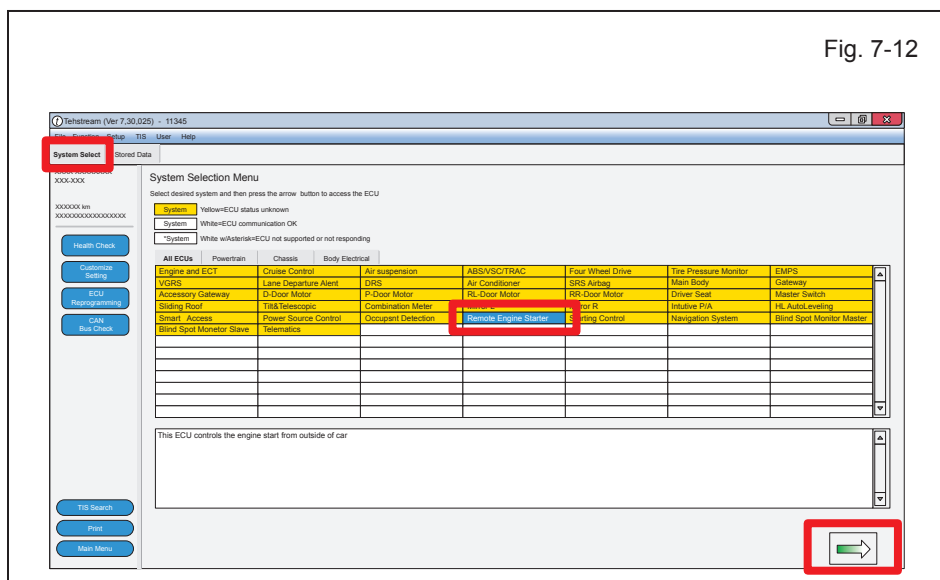 Fig. 7-12
Tehstream (Ver 7,30,025) - 11345
File Function Setup TIS User Help
System Select Stored Data
XXX-XXX
XXXXXX km
XXXXXXXXXXXXXXXXX
Health Check
Customize
Setting
ECU
Reprogramming
CAN
Bus Check
TIS Search
Print
Main Menu
System Selection Menu
Select desired system and then press the arrow button to access the ECU
System Yellow=ECU status unknown
System White=ECU communication OK
*System White w/Asterisk=ECU not supported or not responding
All ECUs Powertrain Chassis Body Electrical
Engine and ECT Cruise Control Air suspension ABS/VSC/TRAC Four Wheel Drive Tire Pressure Monitor EMPS
VGRS Lane Departure Alent DRS Air Conditioner SRS Airbag Main Body Gateway
Accessory Gateway D-Door Motor P-Door Motor RL-Door Motor RR-Door Motor Driver Seat Master Switch
Sliding Roof Tilt&Telescopic Combination Meter Intutive P/A HL AutoLeveling
Smart Access Power Source Control Occupsnt Detection Remote Engine Starter Starting Control Navigation System Blind Spot Monitor Master
Blind Spot Monetor Slave Telematics
This ECU controls the engine start from outside of car